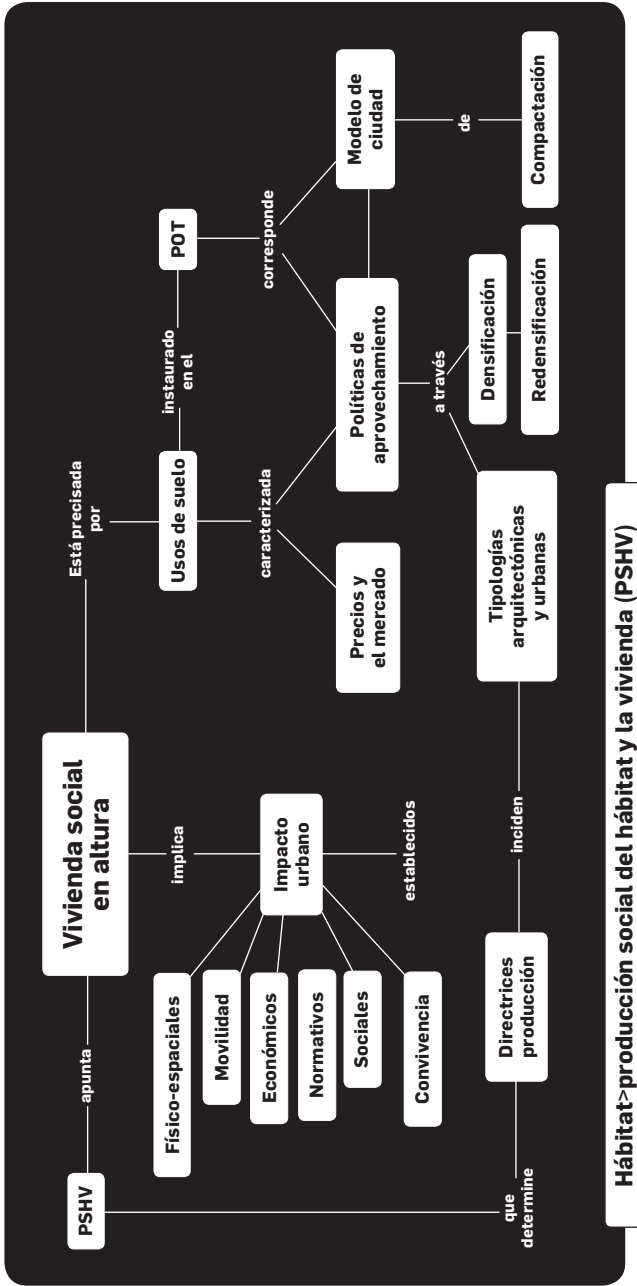 Vivienda social
en altura
apunta
PSHV
Está precisada
por
implica
Usos de suelo
instaurado
en el
POT
Impacto
urbano
Físico-espaciales
Movilidad
Económicos
Normativos
Sociales
Convivencia
establecidos
caracterizada
corresponde
Precios y
el mercado
Políticas de
aprovechamiento
Modelo de
ciudad
a través
de
Tipologías
arquitectónicas
y urbanas
Densificación
Redensificación
Compactación
que
determine
Directrices
producción
inciden
Hábitat>producción social del hábitat y la vivienda (PSHV)